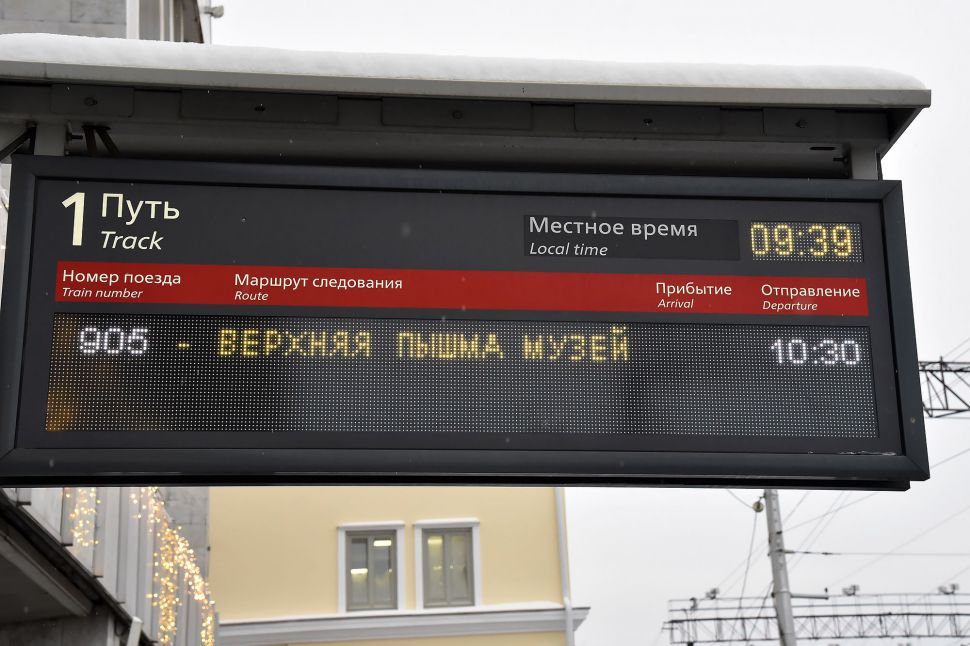 1 Путь
Track
Местное время
Local time
09:39
Номер поезда
Train number
Маршрут следования
Route
Прибытие
Arrival
Отправление
Departure
905 - ВЕРХНЯЯ ПЫШМА МУЗЕЙ 10:30